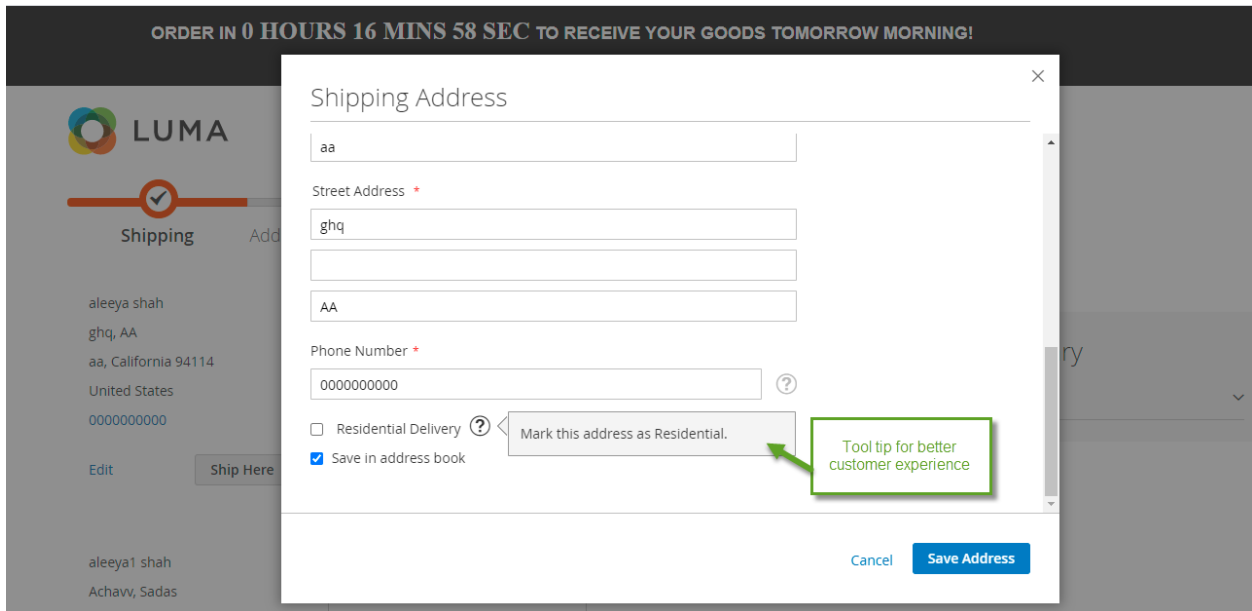 ORDER IN 0 HOURS 16 MINS 58 SEC TO RECEIVE YOUR GOODS TOMORROW MORNING!
LUMA
Shipping
Add
aleeya shah
ghq, AA
aa, California 94114
United States
0000000000
Edit
Ship Here
aleeya1 shah
Achavv, Sadas
Shipping Address
aa
Street Address *
ghq
AA
Phone Number *
0000000000
?
Residential Delivery ?
Mark this address as Residential.
Save in address book
Tool tip for better
customer experience
Cancel
Save Address
ry